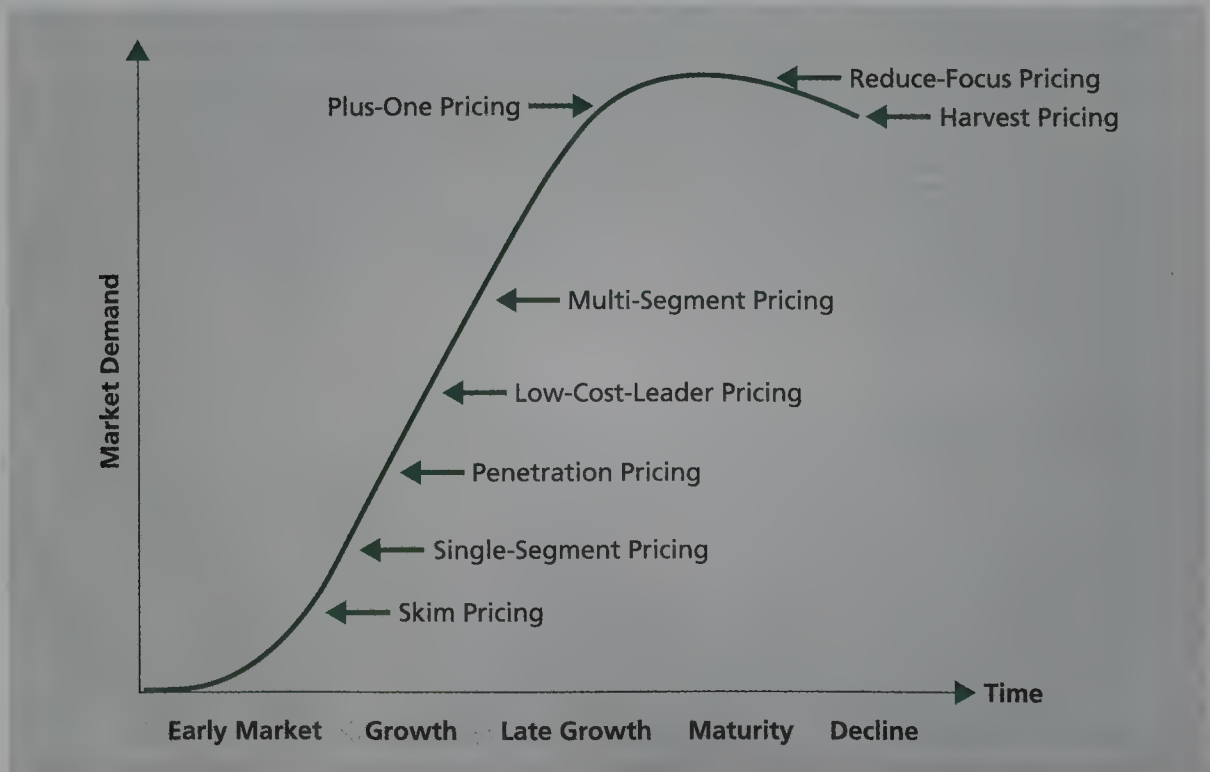 Reduce-Focus Pricing
Plus-One Pricing
Harvest Pricing
Multi-Segment Pricing
Low-Cost-Leader Pricing
Penetration Pricing
Single-Segment Pricing
Skim Pricing
Market Demand
Time
Early Market Growth Late Growth Maturity Decline